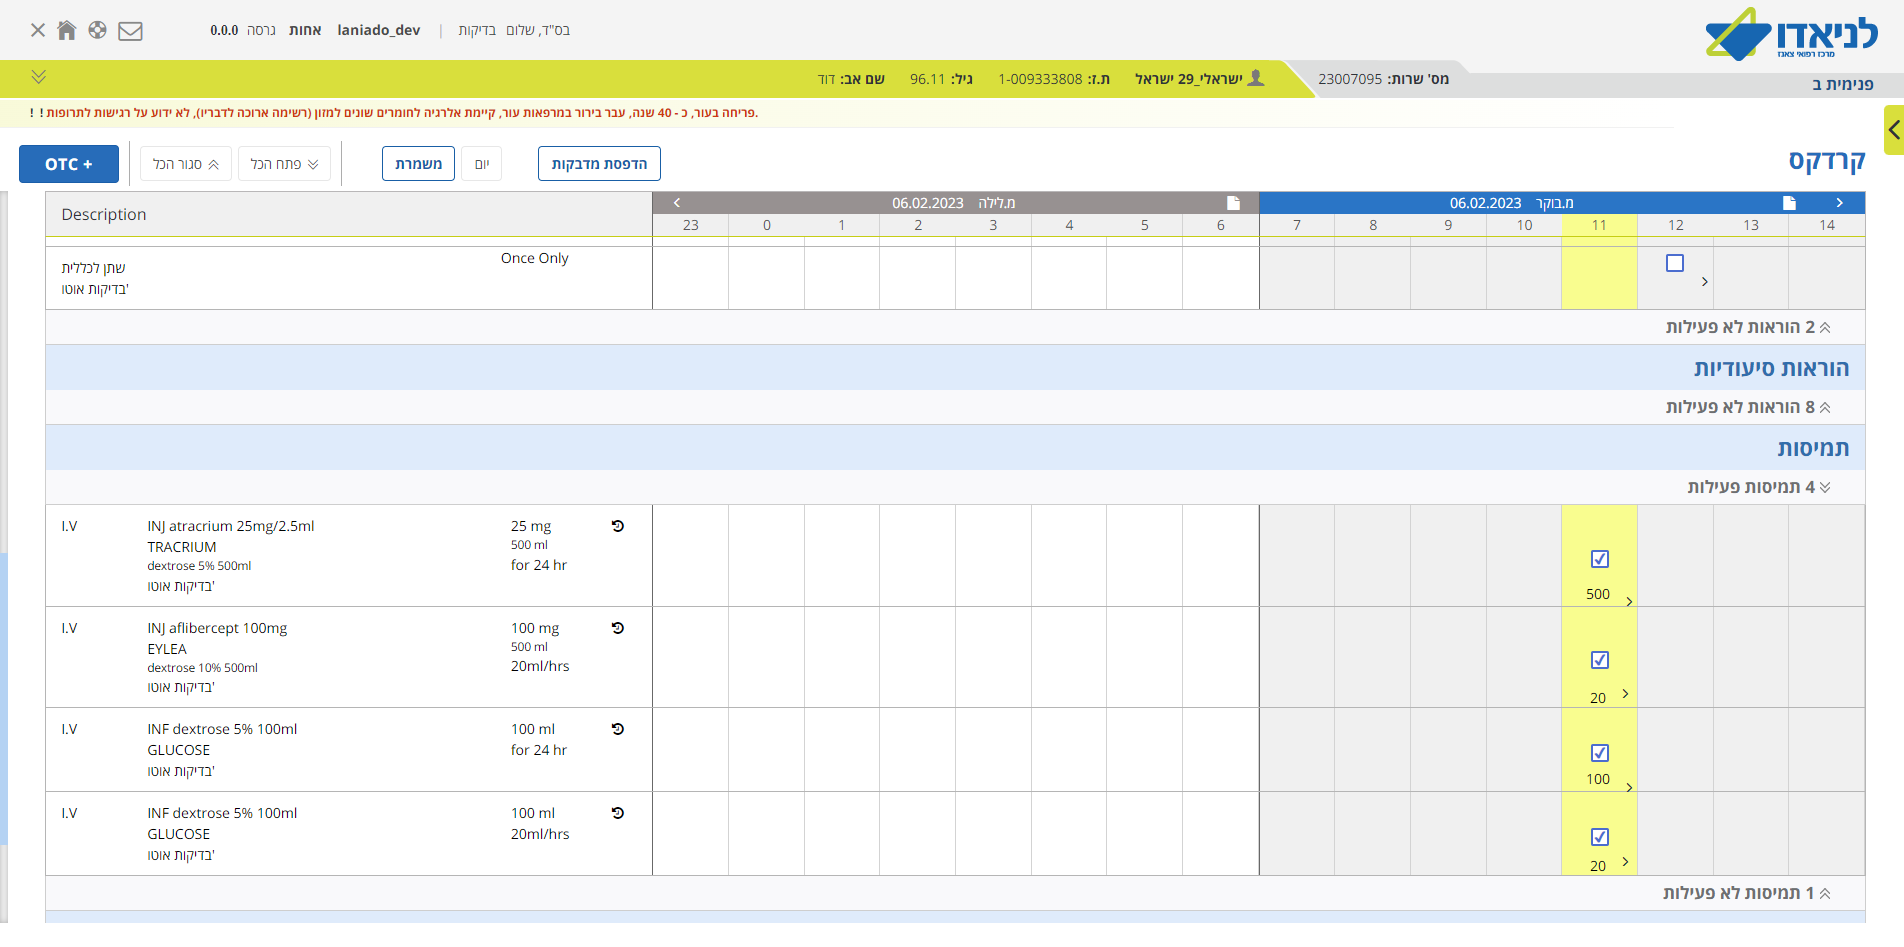 לניאדו
מרכז רפואי צאנז
בס"ד, שלום בדיקות | laniado_dev אחות גרסה 0.0.0
פנימית ב
מס' שרות: 23007095
ישראלי_29 ישראל ת.ז: 1-009333808 גיל: 96.11 שם אב: דוד
פריחה בעור, כ - 40 שנה, עבר בירור במרפאות עור, קיימת אלרגיה לחומרים שונים למזון (רשימה ארוכה לדבריו), לא ידוע על רגישות לתרופות ! !.
קרדקס
הדפסת מדבקות יום משמרת פתח הכל סגור הכל OTC +
Description
מ.לילה 06.02.2023 מ.בוקר 06.02.2023
23 0 1 2 3 4 5 6 7 8 9 10 11 12 13 14
שתן לכללית Once Only
בדיקות אוטו'
2 הוראות לא פעילות
הוראות סיעודיות
8 הוראות לא פעילות
תמיסות
4 תמיסות פעילות
I.V INJ atracrium 25mg/2.5ml 25 mg
TRACRIUM 500 ml
dextrose 5% 500ml for 24 hr
בדיקות אוטו' 500
I.V INJ aflibercept 100mg 100 mg
EYLEA 500 ml
dextrose 10% 500ml 20ml/hrs
בדיקות אוטו' 20
I.V INF dextrose 5% 100ml 100 ml
GLUCOSE for 24 hr
בדיקות אוטו' 100
I.V INF dextrose 5% 100ml 100 ml
GLUCOSE 20ml/hrs
בדיקות אוטו' 20
1 תמיסות לא פעילות